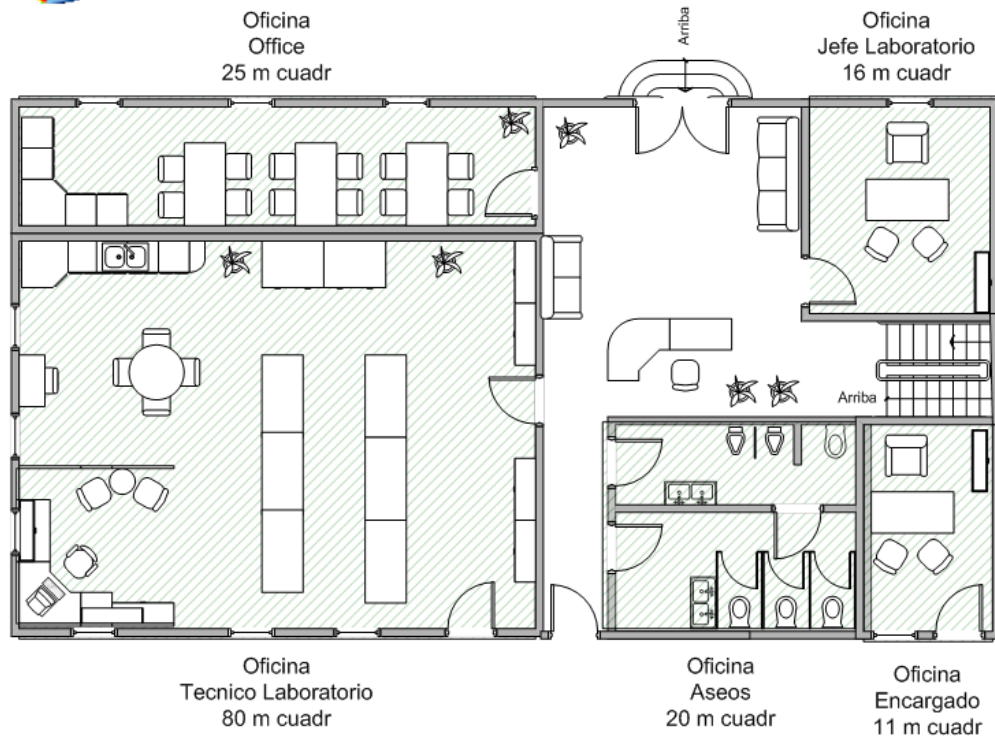 Oficina
Office
25 m cuadr
Arriba
Oficina
Jefe Laboratorio
16 m cuadr
Arriba
Oficina
Tecnico Laboratorio
80 m cuadr
Oficina
Aseos
20 m cuadr
Oficina
Encargado
11 m cuadr